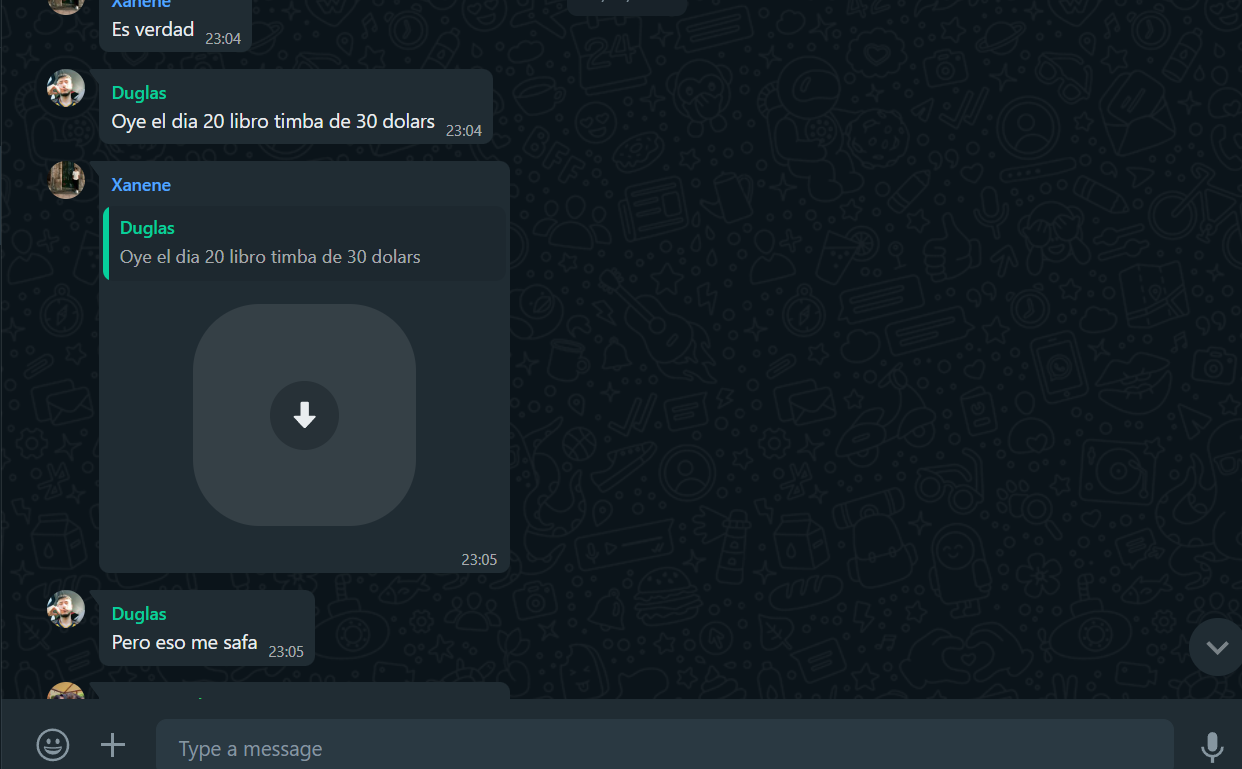 Xanene
Es verdad 23:04
Duglas
Oye el dia 20 libro timba de 30 dolars 23:04
Xanene
Duglas
Oye el dia 20 libro timba de 30 dolars
23:05
Duglas
Pero eso me safa 23:05
Type a message